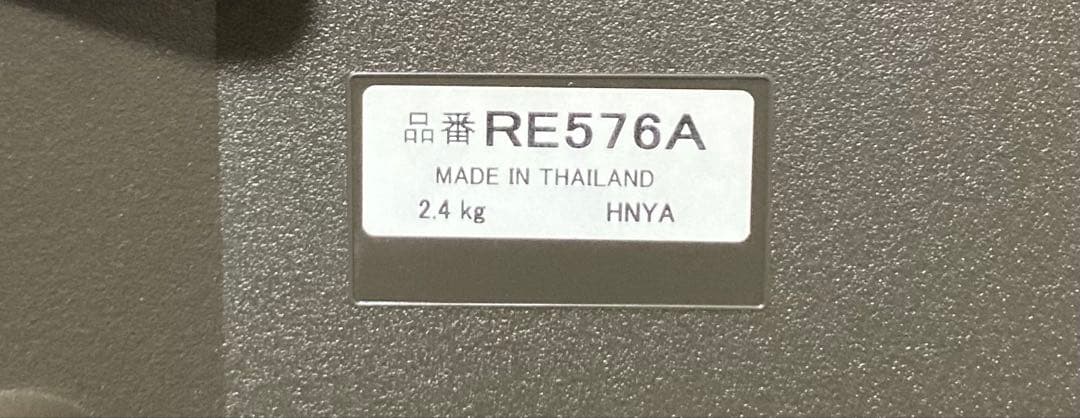 品番 RE576A
MADE IN THAILAND
2.4 kg HNYA